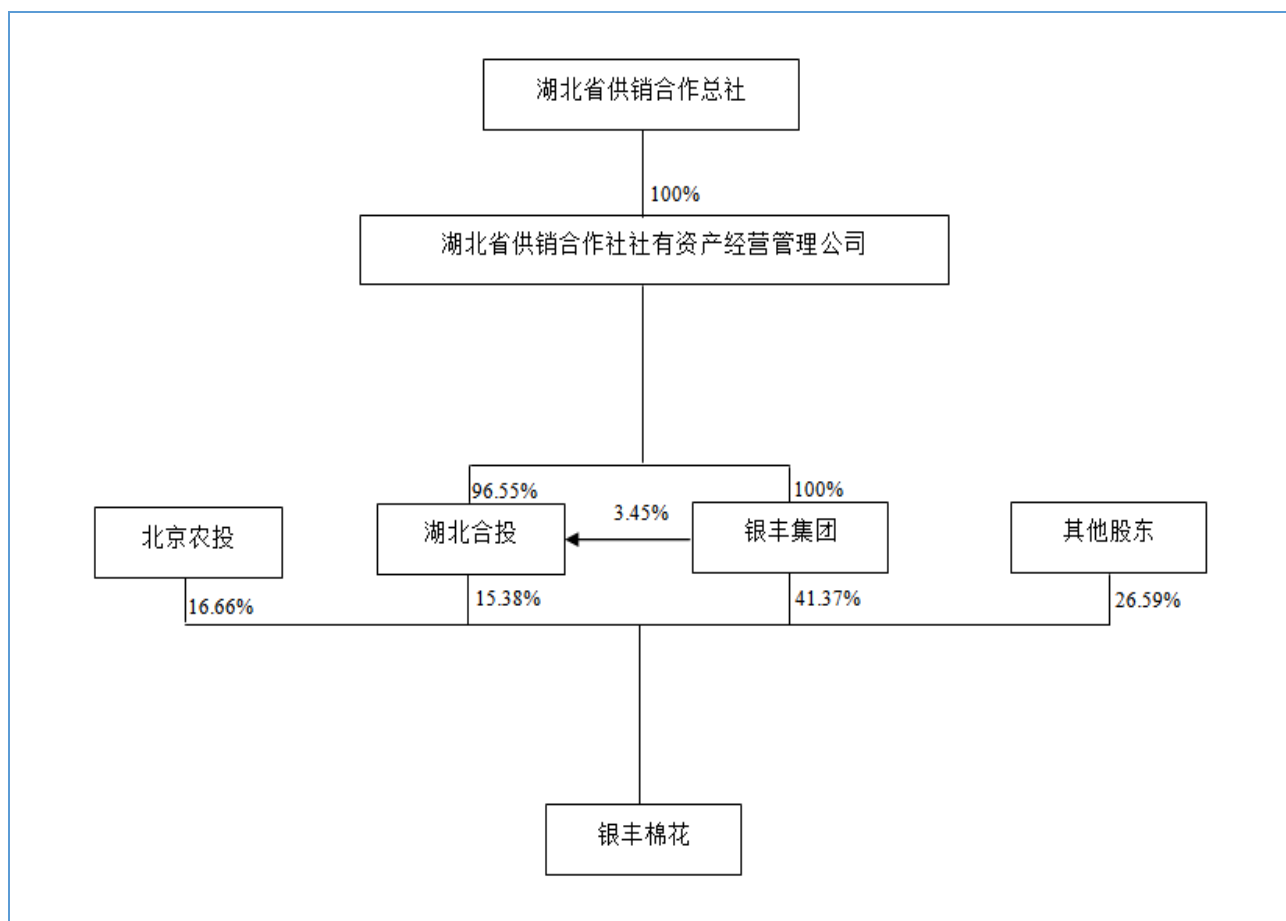 湖北省供销合作总社
100%
湖北省供销合作社社有资产经营管理公司
96.55%
100%
北京农投
湖北合投
3.45%
银丰集团
其他股东
16.66%
15.38%
41.37%
26.59%
银丰棉花